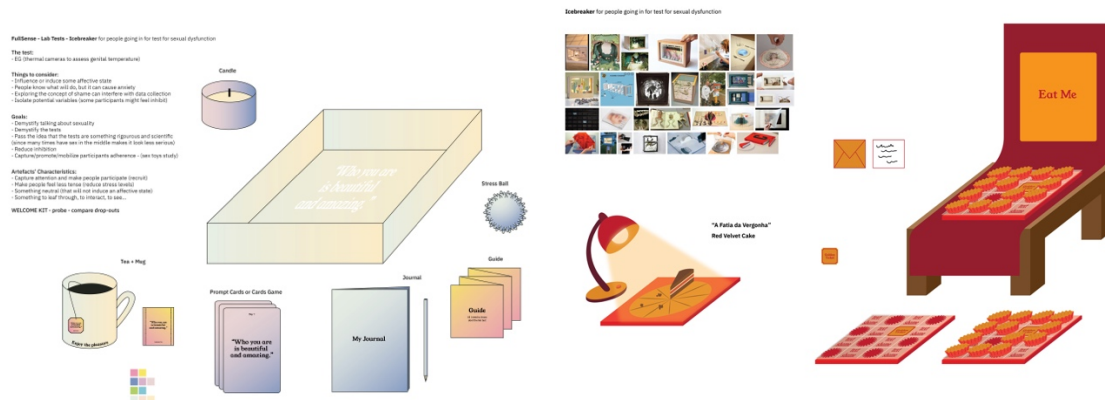 FullSense - Lab Tests - Icebreaker for people going in for test for sexual dysfunction
The test:
- EG (thermal cameras to assess genital temperature)
Things to consider:
- Influence or induce some affective state
- People know what will do, but it can cause anxiety
- Exploring the concept of shame can interfere with data collection
- Isolate potential variables (some participants might feel inhibit)
Goals:
- Demystify talking about sexuality
- Demystify the tests
- Pass the idea that the tests are something rigourous and scientific
(since many times have sex in the middle makes it look less serious)
- Reduce inhibition
- Capture/promote/mobilize participants adherence - (sex toys study)
Artefacts' Characteristics:
- Capture attention and make people participate (recruit)
- Make people feel less tense (reduce stress levels)
- Something neutral (that will not induce an affective state)
- Something to leaf through, to interact, to see...
WELCOME KIT - probe - compare drop-outs
Candle
"Who you are
is beautiful
and amazing."
Stress Ball
Tea + Mug
Enjoy the pleasure
"Who you are
is beautiful
and amazing."
Prompt Cards or Cards Game
"Who you are
is beautiful
and amazing."
Journal
My Journal
Guide
Guide
Icebreaker for people going in for test for sexual dysfunction
"A Fatia da Vergonha"
Red Velvet Cake
Eat Me